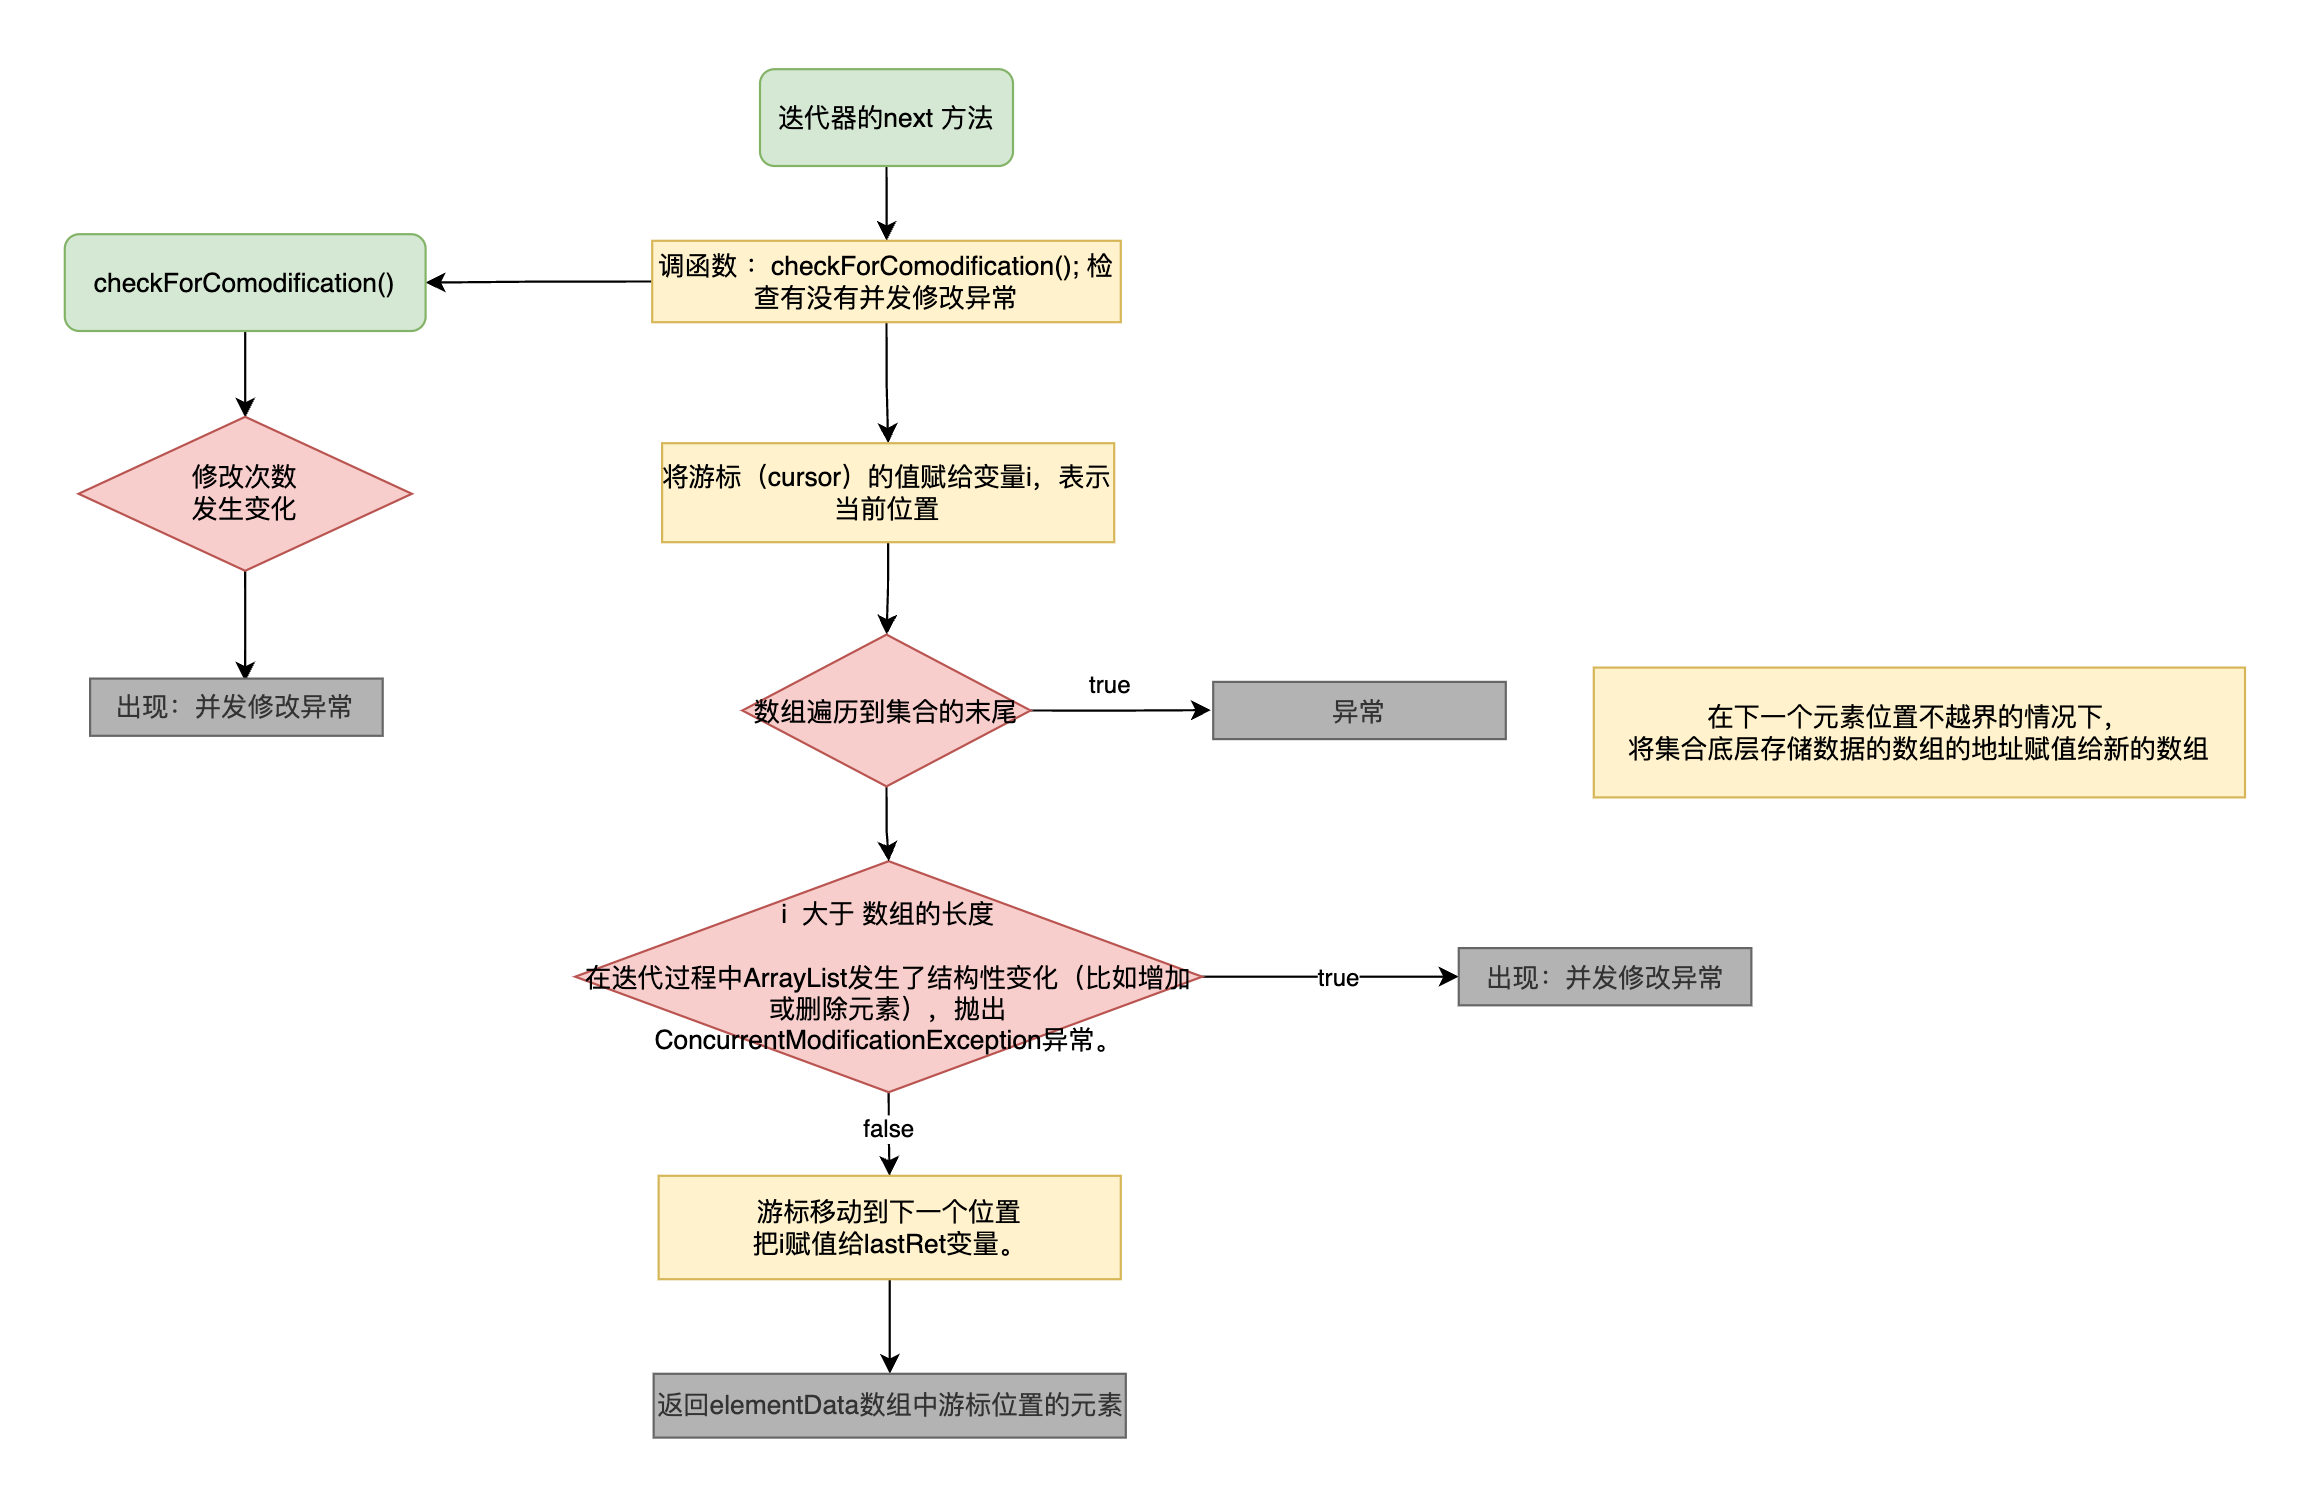 迭代器的next 方法
调函数： checkForComodification(); 检
查有没有并发修改异常
checkForComodification()
修改次数
发生变化
出现：并发修改异常
将游标（cursor）的值赋给变量i，表示
当前位置
数组遍历到集合的末尾
true
异常
在下一个元素位置不越界的情况下，
将集合底层存储数据的数组的地址赋值给新的数组
i  大于 数组的长度
在迭代过程中ArrayList发生了结构性变化（比如增加
或删除元素），抛出
ConcurrentModificationException异常。
true
出现：并发修改异常
false
游标移动到下一个位置
把i赋值给lastRet变量。
返回elementData数组中游标位置的元素